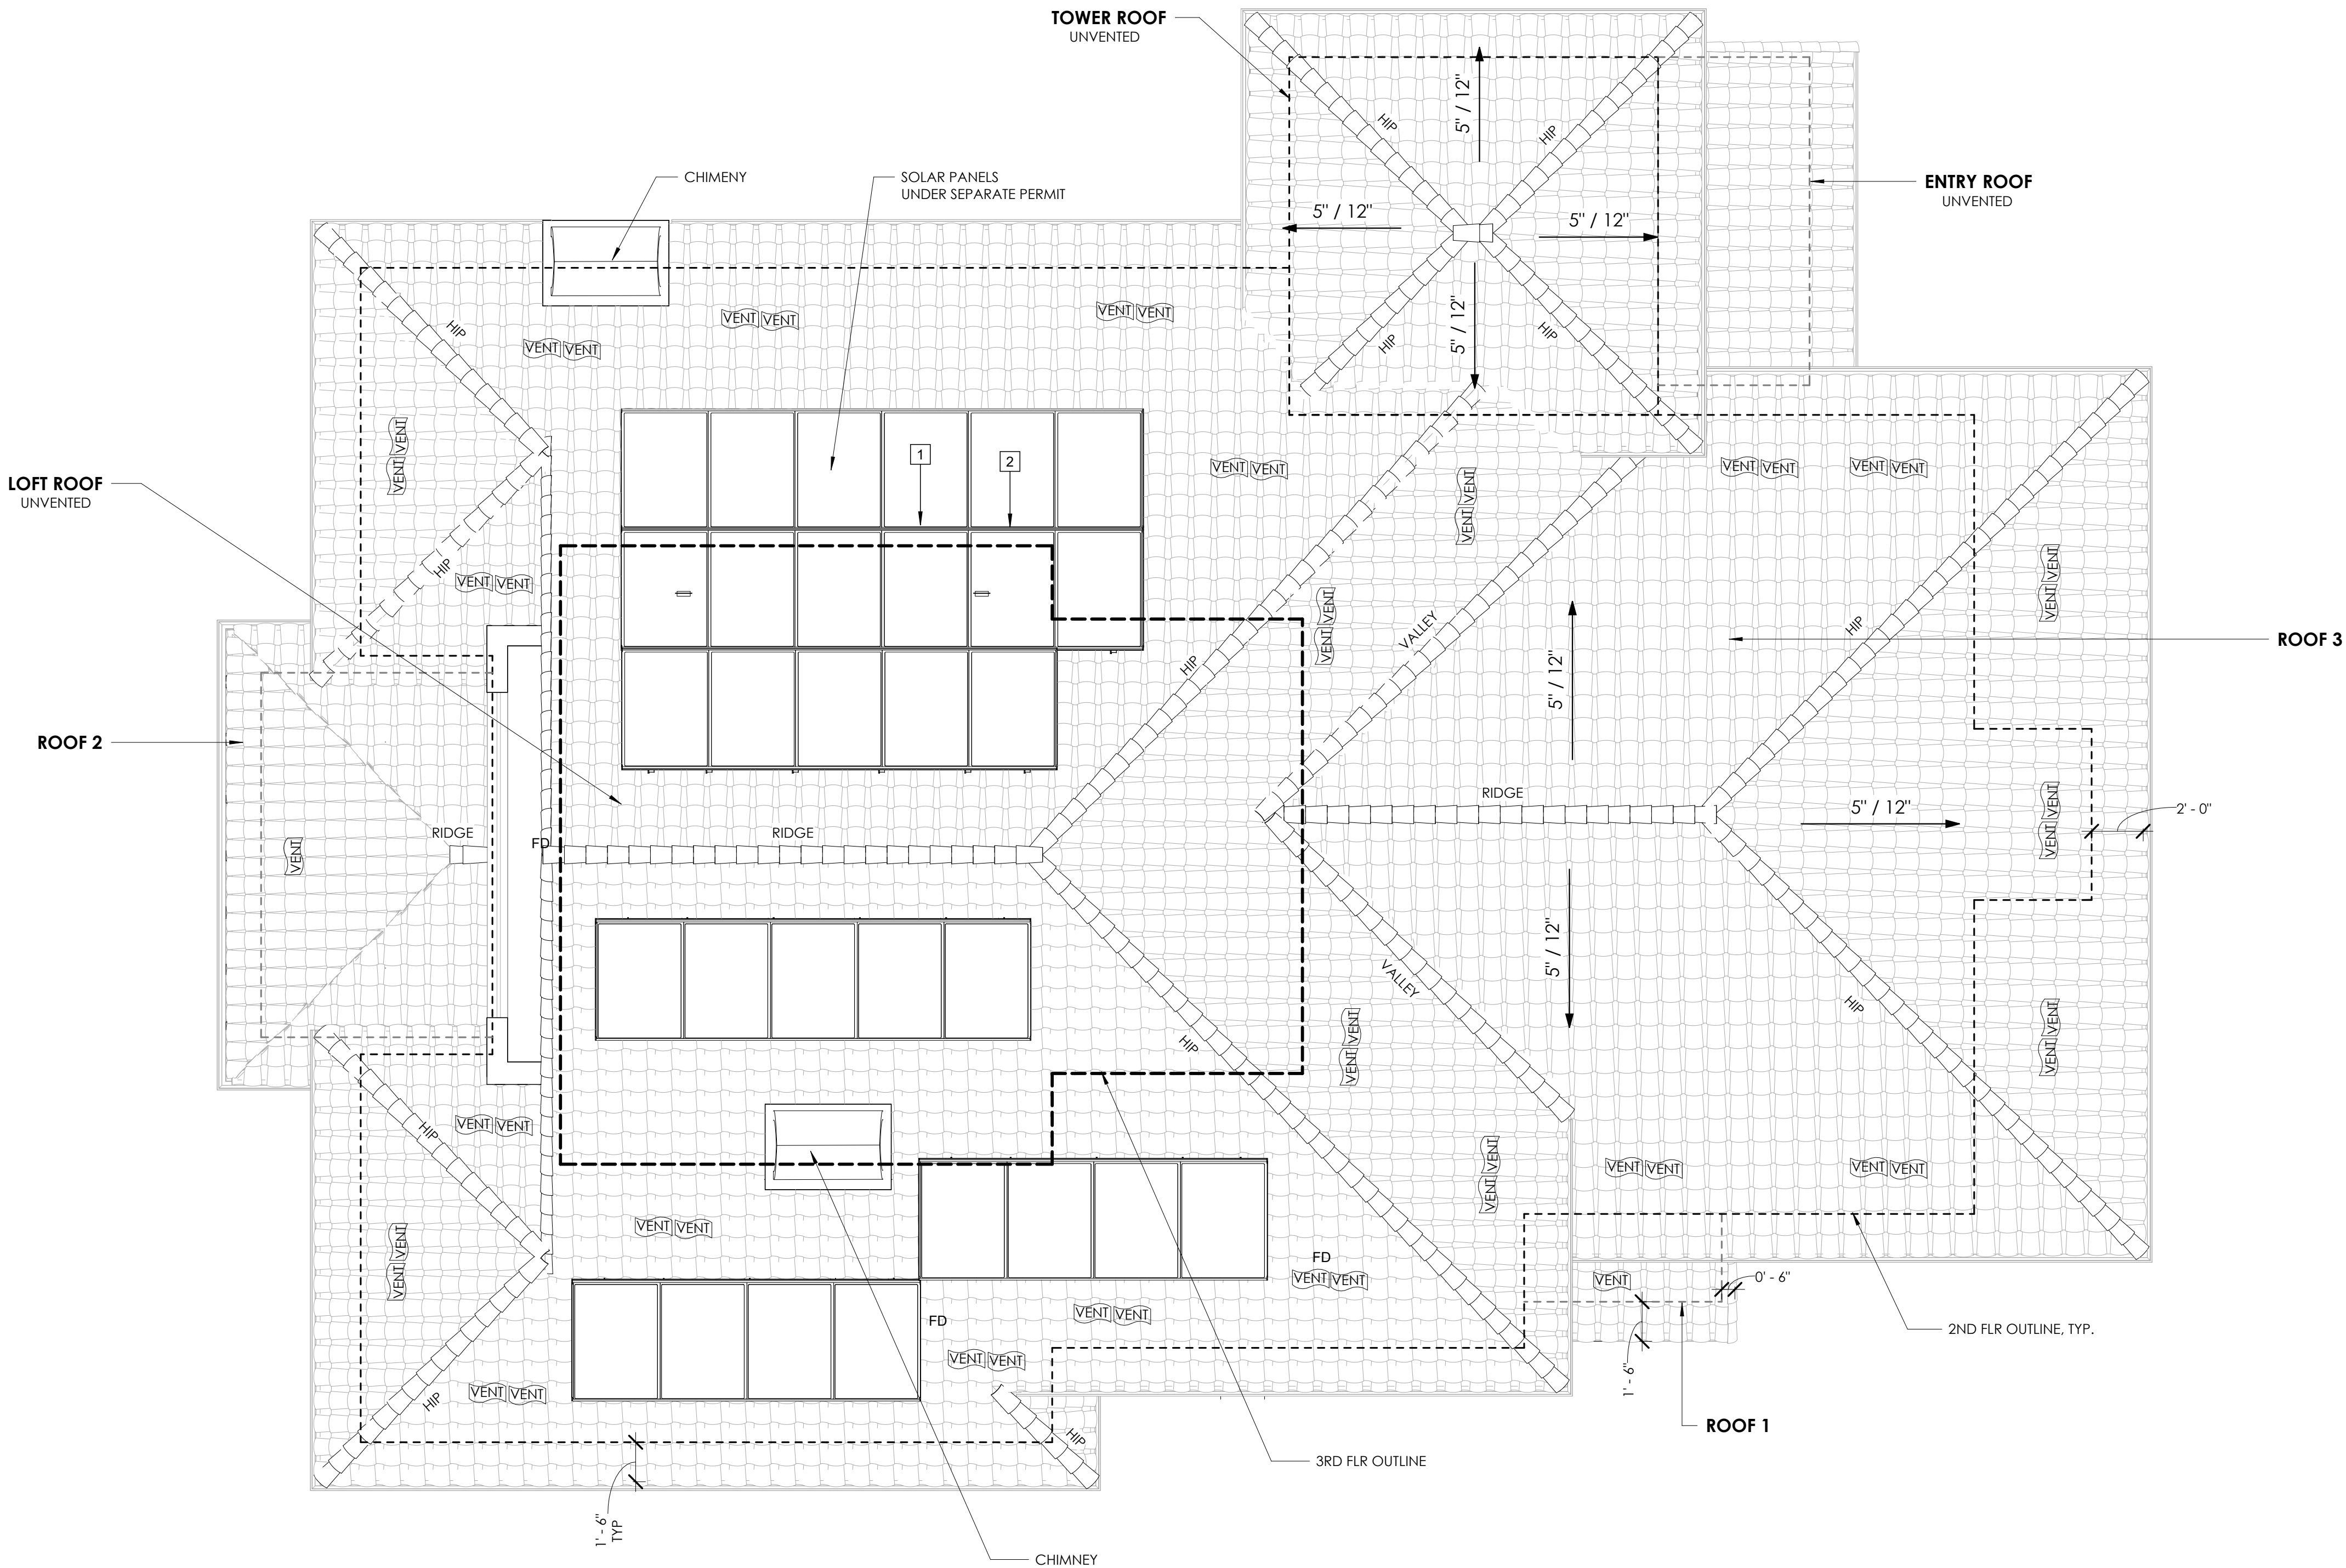 TOWER ROOF
UNVENTED
5" / 12"
HIP
HIP
CHIMENY
SOLAR PANELS
UNDER SEPARATE PERMIT
ENTRY ROOF
UNVENTED
5" / 12"
5" / 12"
VENT VENT
VENT VENT
5" / 12"
HIP
HIP
HIP
VENT VENT
VENT VENT
1
2
VENT VENT
VENT VENT
VENT VENT
VENT VENT
LOFT ROOF
UNVENTED
HIP
VENT VENT
VENT VENT
VENT VENT
VALLEY
HIP
ROOF 3
HIP
5" / 12"
ROOF 2
RIDGE
VENT VENT
5" / 12"
2' - 0"
RIDGE
FD
RIDGE
VENT
5" / 12"
VALLEY
HIP
HIP
VENT VENT
VENT VENT
VENT VENT
HIP
VENT VENT
VENT VENT
VENT VENT
VENT VENT
VENT VENT
FD
VENT VENT
VENT
0' - 6"
VENT VENT
FD
2ND FLR OUTLINE, TYP.
VENT VENT
1' - 6"
VENT VENT
HIP
ROOF 1
HIP
3RD FLR OUTLINE
1' - 6"
TYP
CHIMNEY